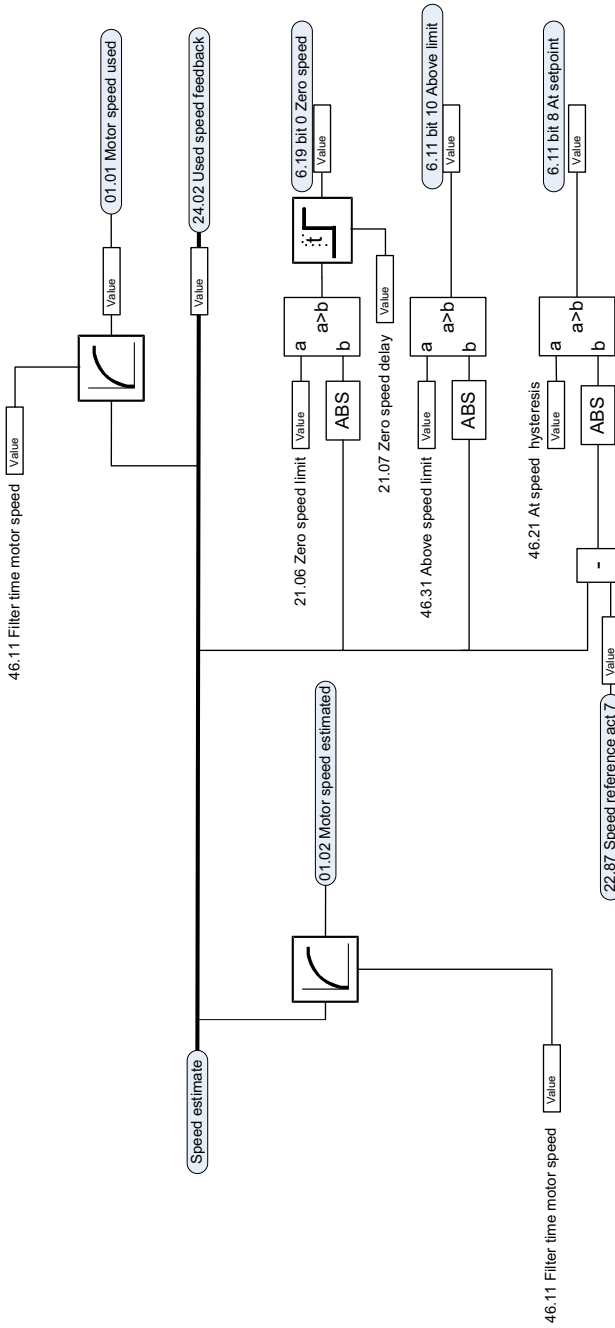 46.11 Filter time motor speed
Value
01.01 Motor speed used
Value
24.02 Used speed feedback
Value
Speed estimate
01.02 Motor speed estimated
46.11 Filter time motor speed
Value
21.06 Zero speed limit
Value
a
a>b
b
ABS
t
6.19 bit 0 Zero speed
Value
21.07 Zero speed delay
Value
46.31 Above speed limit
Value
a
a>b
b
ABS
6.11 bit 10 Above limit
Value
46.21 At speed hysteresis
Value
a
a>b
b
ABS
6.11 bit 8 At setpoint
Value
-
22.87 Speed reference act 7
Value